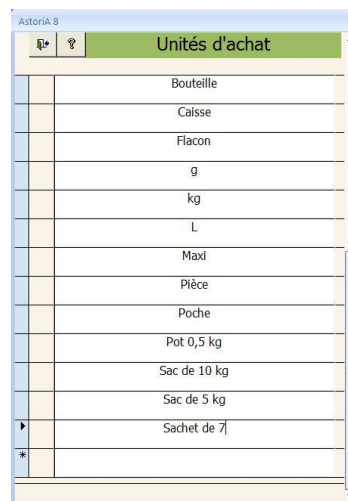 AstoriA 8
? Unités d'achat
Bouteille
Caisse
Flacon
g
kg
L
Maxi
Pièce
Poche
Pot 0,5 kg
Sac de 10 kg
Sac de 5 kg
Sachet de 7
*